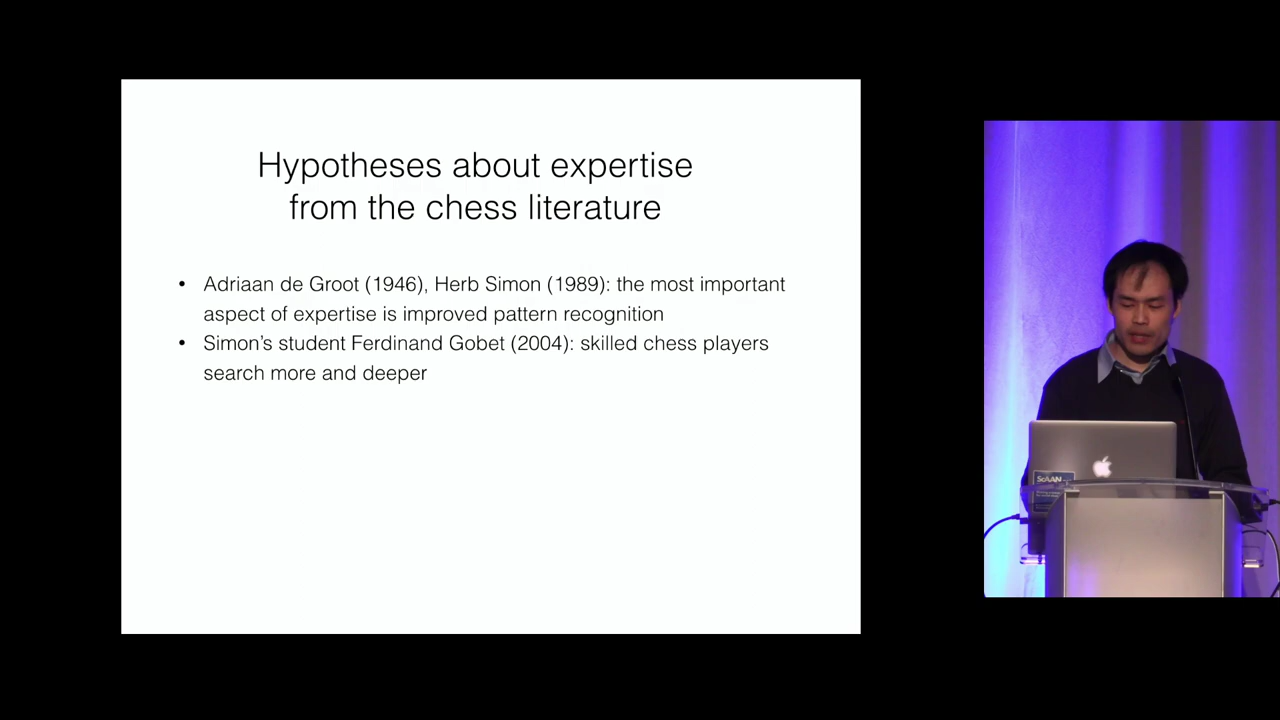 Hypotheses about expertise
from the chess literature
• Adriaan de Groot (1946), Herb Simon (1989): the most important
aspect of expertise is improved pattern recognition
• Simon's student Ferdinand Gobet (2004): skilled chess players
search more and deeper